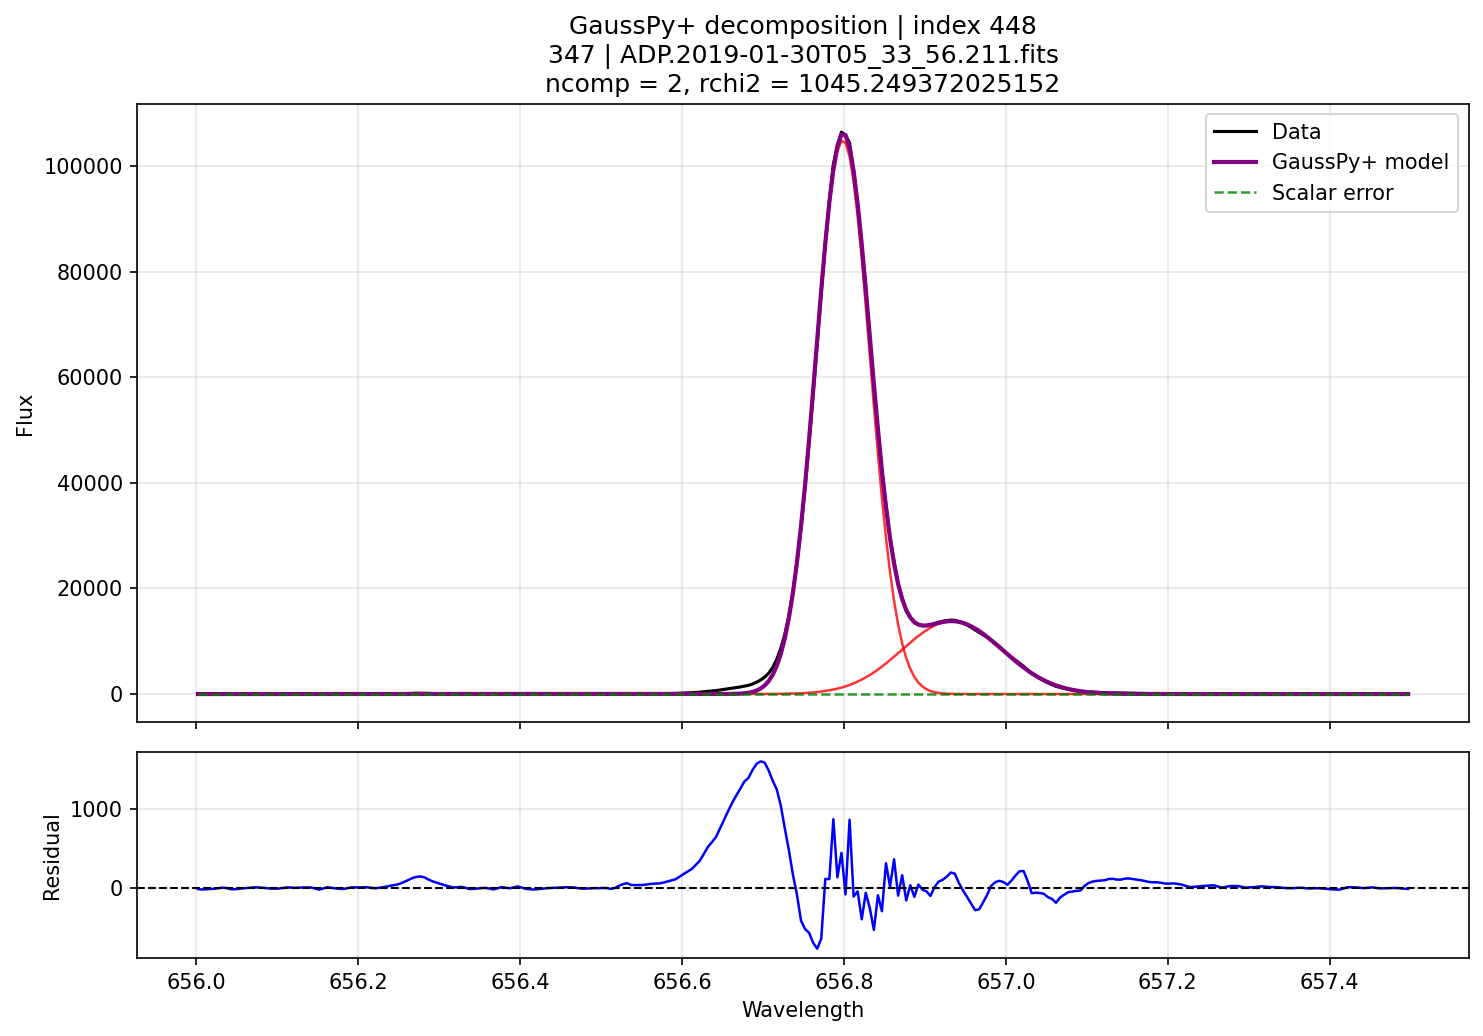 GaussPy+ decomposition | index 448
347 | ADP.2019-01-30T05_33_56.211.fits
ncomp = 2, rchi2 = 1045.249372025152
Data
GaussPy+ model
Scalar error
100000
80000
60000
40000
20000
0
Flux
1000
0
Residual
656.0
656.2
656.4
656.6
656.8
657.0
657.2
657.4
Wavelength